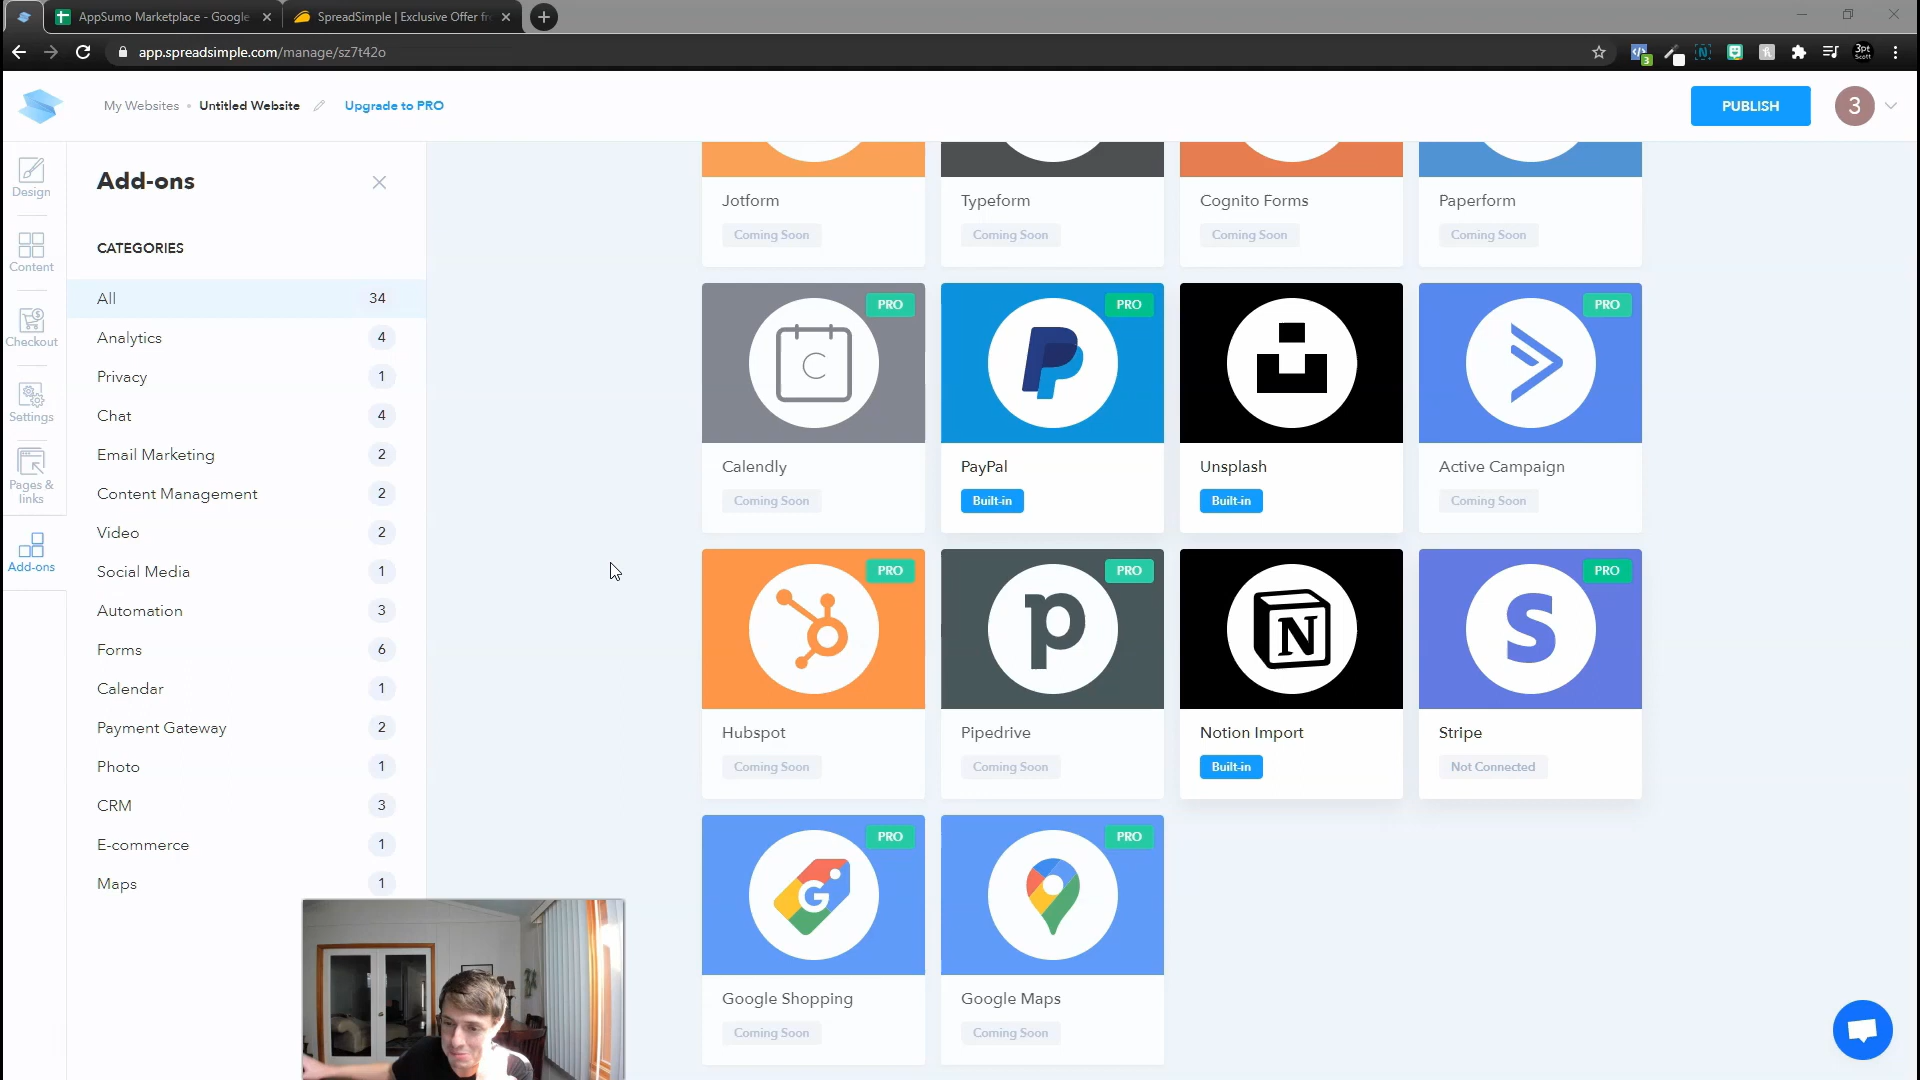 AppSumo Marketplace - Google
SpreadSimple | Exclusive Offer fr
app.spreadsimple.com/manage/sz7t42o
3
3pt
Scott
My Websites • Untitled Website
Upgrade to PRO
PUBLISH
3
Design
Content
Checkout
Settings
Pages &
links
Add-ons
Add-ons
CATEGORIES
All 34
Analytics 4
Privacy 1
Chat 4
Email Marketing 2
Content Management 2
Video 2
Social Media 1
Automation 3
Forms 6
Calendar 1
Payment Gateway 2
Photo 1
CRM 3
E-commerce 1
Maps 1
Jotform
Coming Soon
Typeform
Coming Soon
Cognito Forms
Coming Soon
Paperform
Coming Soon
PRO
C
Calendly
Coming Soon
PRO
PayPal
Built-in
Unsplash
Built-in
PRO
Active Campaign
Coming Soon
PRO
Hubspot
Coming Soon
PRO
p
Pipedrive
Coming Soon
N
Notion Import
Built-in
PRO
S
Stripe
Not Connected
PRO
G
Google Shopping
Coming Soon
PRO
Google Maps
Coming Soon